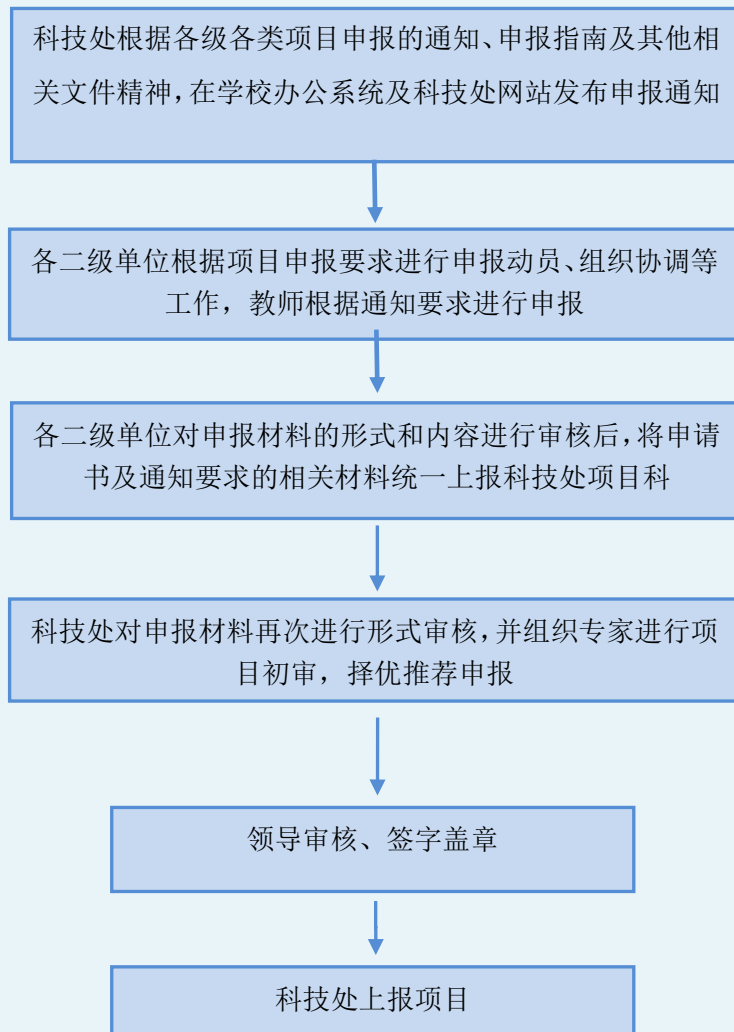 科技处根据各级各类项目申报的通知、申报指南及其他相
关文件精神，在学校办公系统及科技处网站发布申报通知
各二级单位根据项目申报要求进行申报动员、组织协调等
工作，教师根据通知要求进行申报
各二级单位对申报材料的形式和内容进行审核后，将申请
书及通知要求的相关材料统一上报科技处项目科
科技处对申报材料再次进行形式审核，并组织专家进行项
目初审，择优推荐申报
领导审核、签字盖章
科技处上报项目